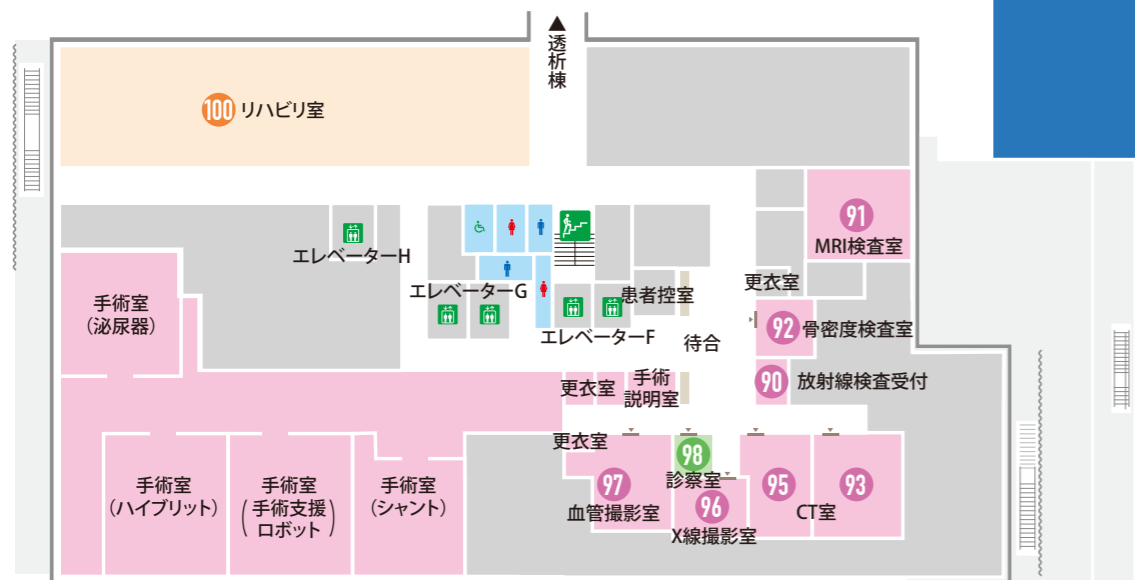 ▲透析棟
100 リハビリ室
91
MRI検査室
エレベーターH
エレベーターG
エレベーターF
患者控室
更衣室
92 骨密度検査室
待合
90 放射線検査受付
手術室
(泌尿器)
更衣室
手術
説明室
更衣室
98
診察室
97
血管撮影室
96
X線撮影室
95
93
CT室
手術室
(ハイブリット)
手術室
(手術支援
ロボット)
手術室
(シャント)